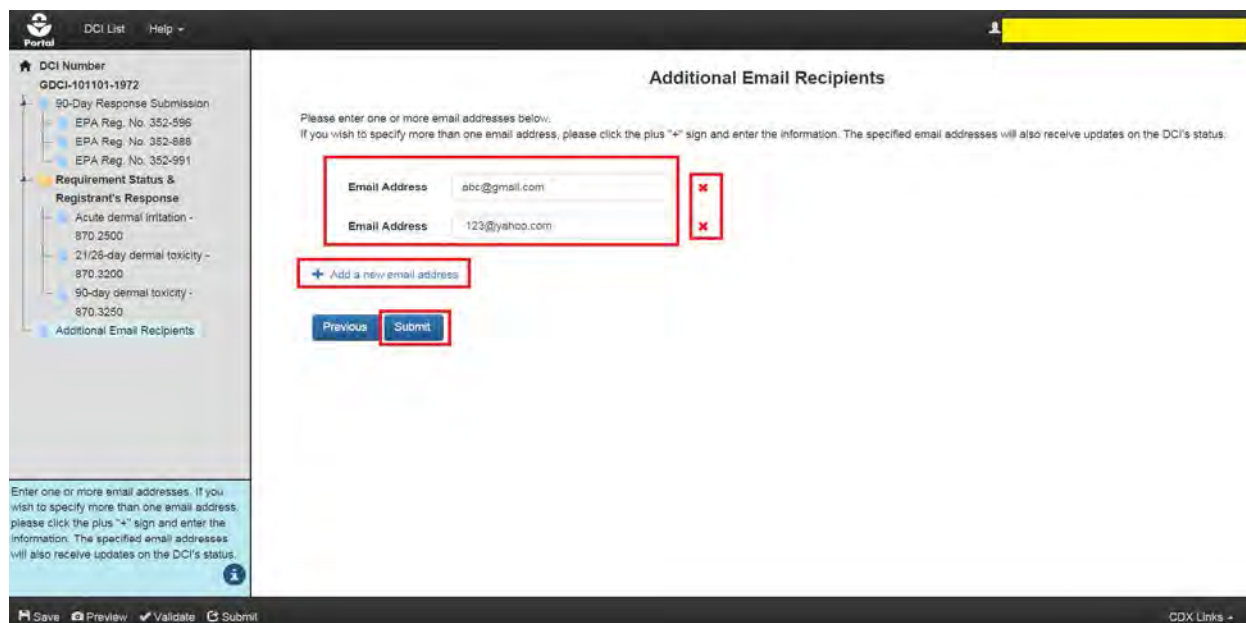 Portal
DCI List Help
DCI Number
GDCI-101101-1972
90-Day Response Submission
EPA Reg. No. 352-596
EPA Reg. No. 352-888
EPA Reg. No. 352-991
Requirement Status &
Registrant's Response
Acute dermal irritation -
870.2500
21/28-day dermal toxicity -
870.3200
90-day dermal toxicity -
870.3250
Additional Email Recipients
Enter one or more email addresses. If you
wish to specify more than one email address,
please click the plus "+" sign and enter the
information. The specified email addresses
will also receive updates on the DCI's status.
Additional Email Recipients
Please enter one or more email addresses below.
If you wish to specify more than one email address, please click the plus "+" sign and enter the information. The specified email addresses will also receive updates on the DCI's status.
Email Address abc@gmail.com
Email Address 123@yahoo.com
+ Add a new email address
Previous Submit
Save Preview Validate Submit CDX Links